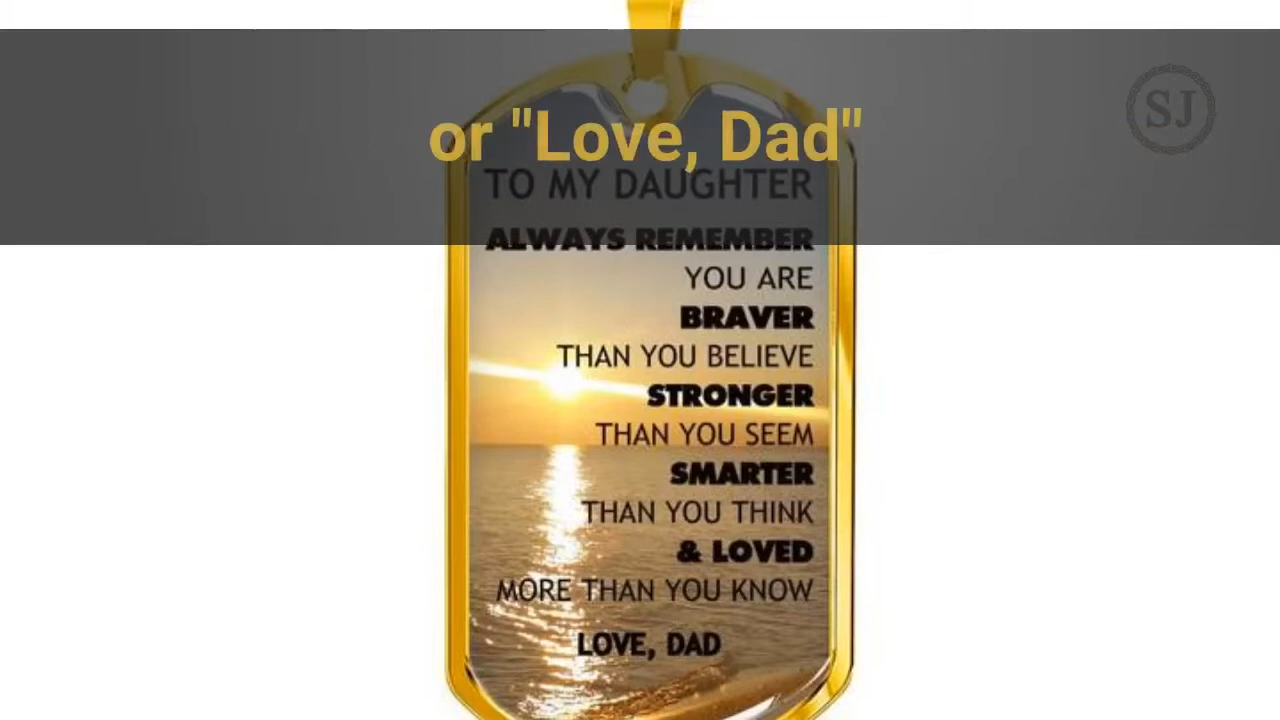 SJ
or "Love, Dad"
TO MY DAUGHTER
ALWAYS REMEMBER
YOU ARE
BRAVER
THAN YOU BELIEVE
STRONGER
THAN YOU SEEM
SMARTER
THAN YOU THINK
& LOVED
MORE THAN YOU KNOW
LOVE, DAD